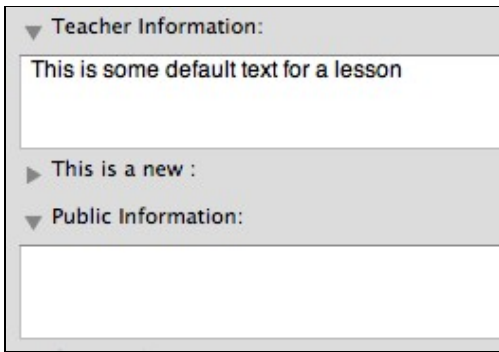 Teacher Information:
This is some default text for a lesson
This is a new :
Public Information: